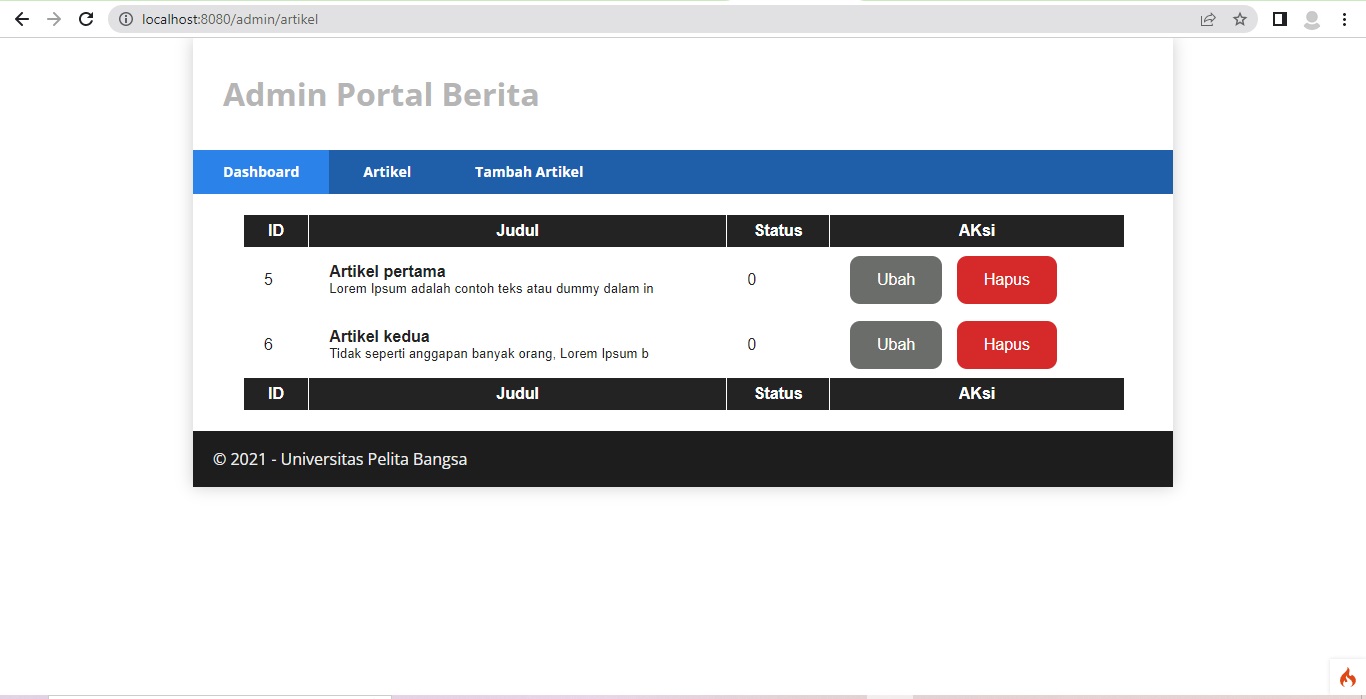 localhost:8080/admin/artikel
Admin Portal Berita
Dashboard Artikel Tambah Artikel
ID Judul Status AKsi
5 Artikel pertama 0 Ubah Hapus
Lorem Ipsum adalah contoh teks atau dummy dalam in
6 Artikel kedua 0 Ubah Hapus
Tidak seperti anggapan banyak orang, Lorem Ipsum b
ID Judul Status AKsi
© 2021 - Universitas Pelita Bangsa